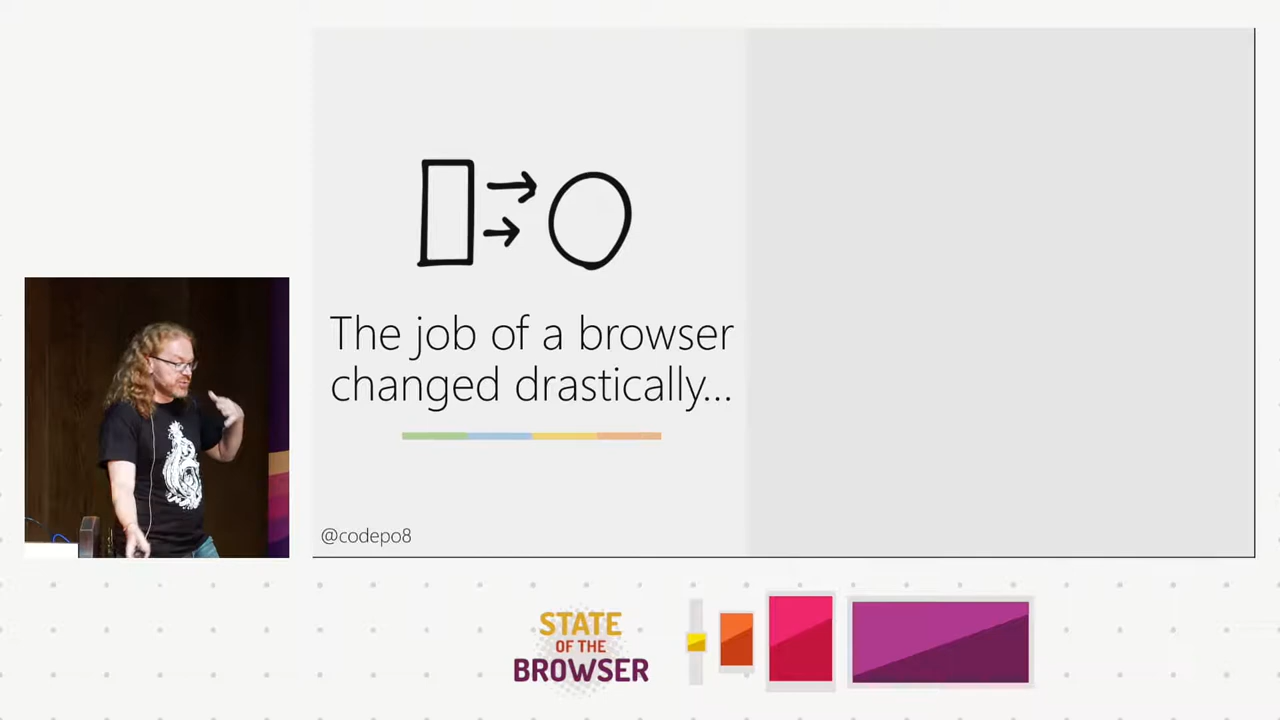 The job of a browser
changed drastically...
@codepo8
STATE
OF THE
BROWSER